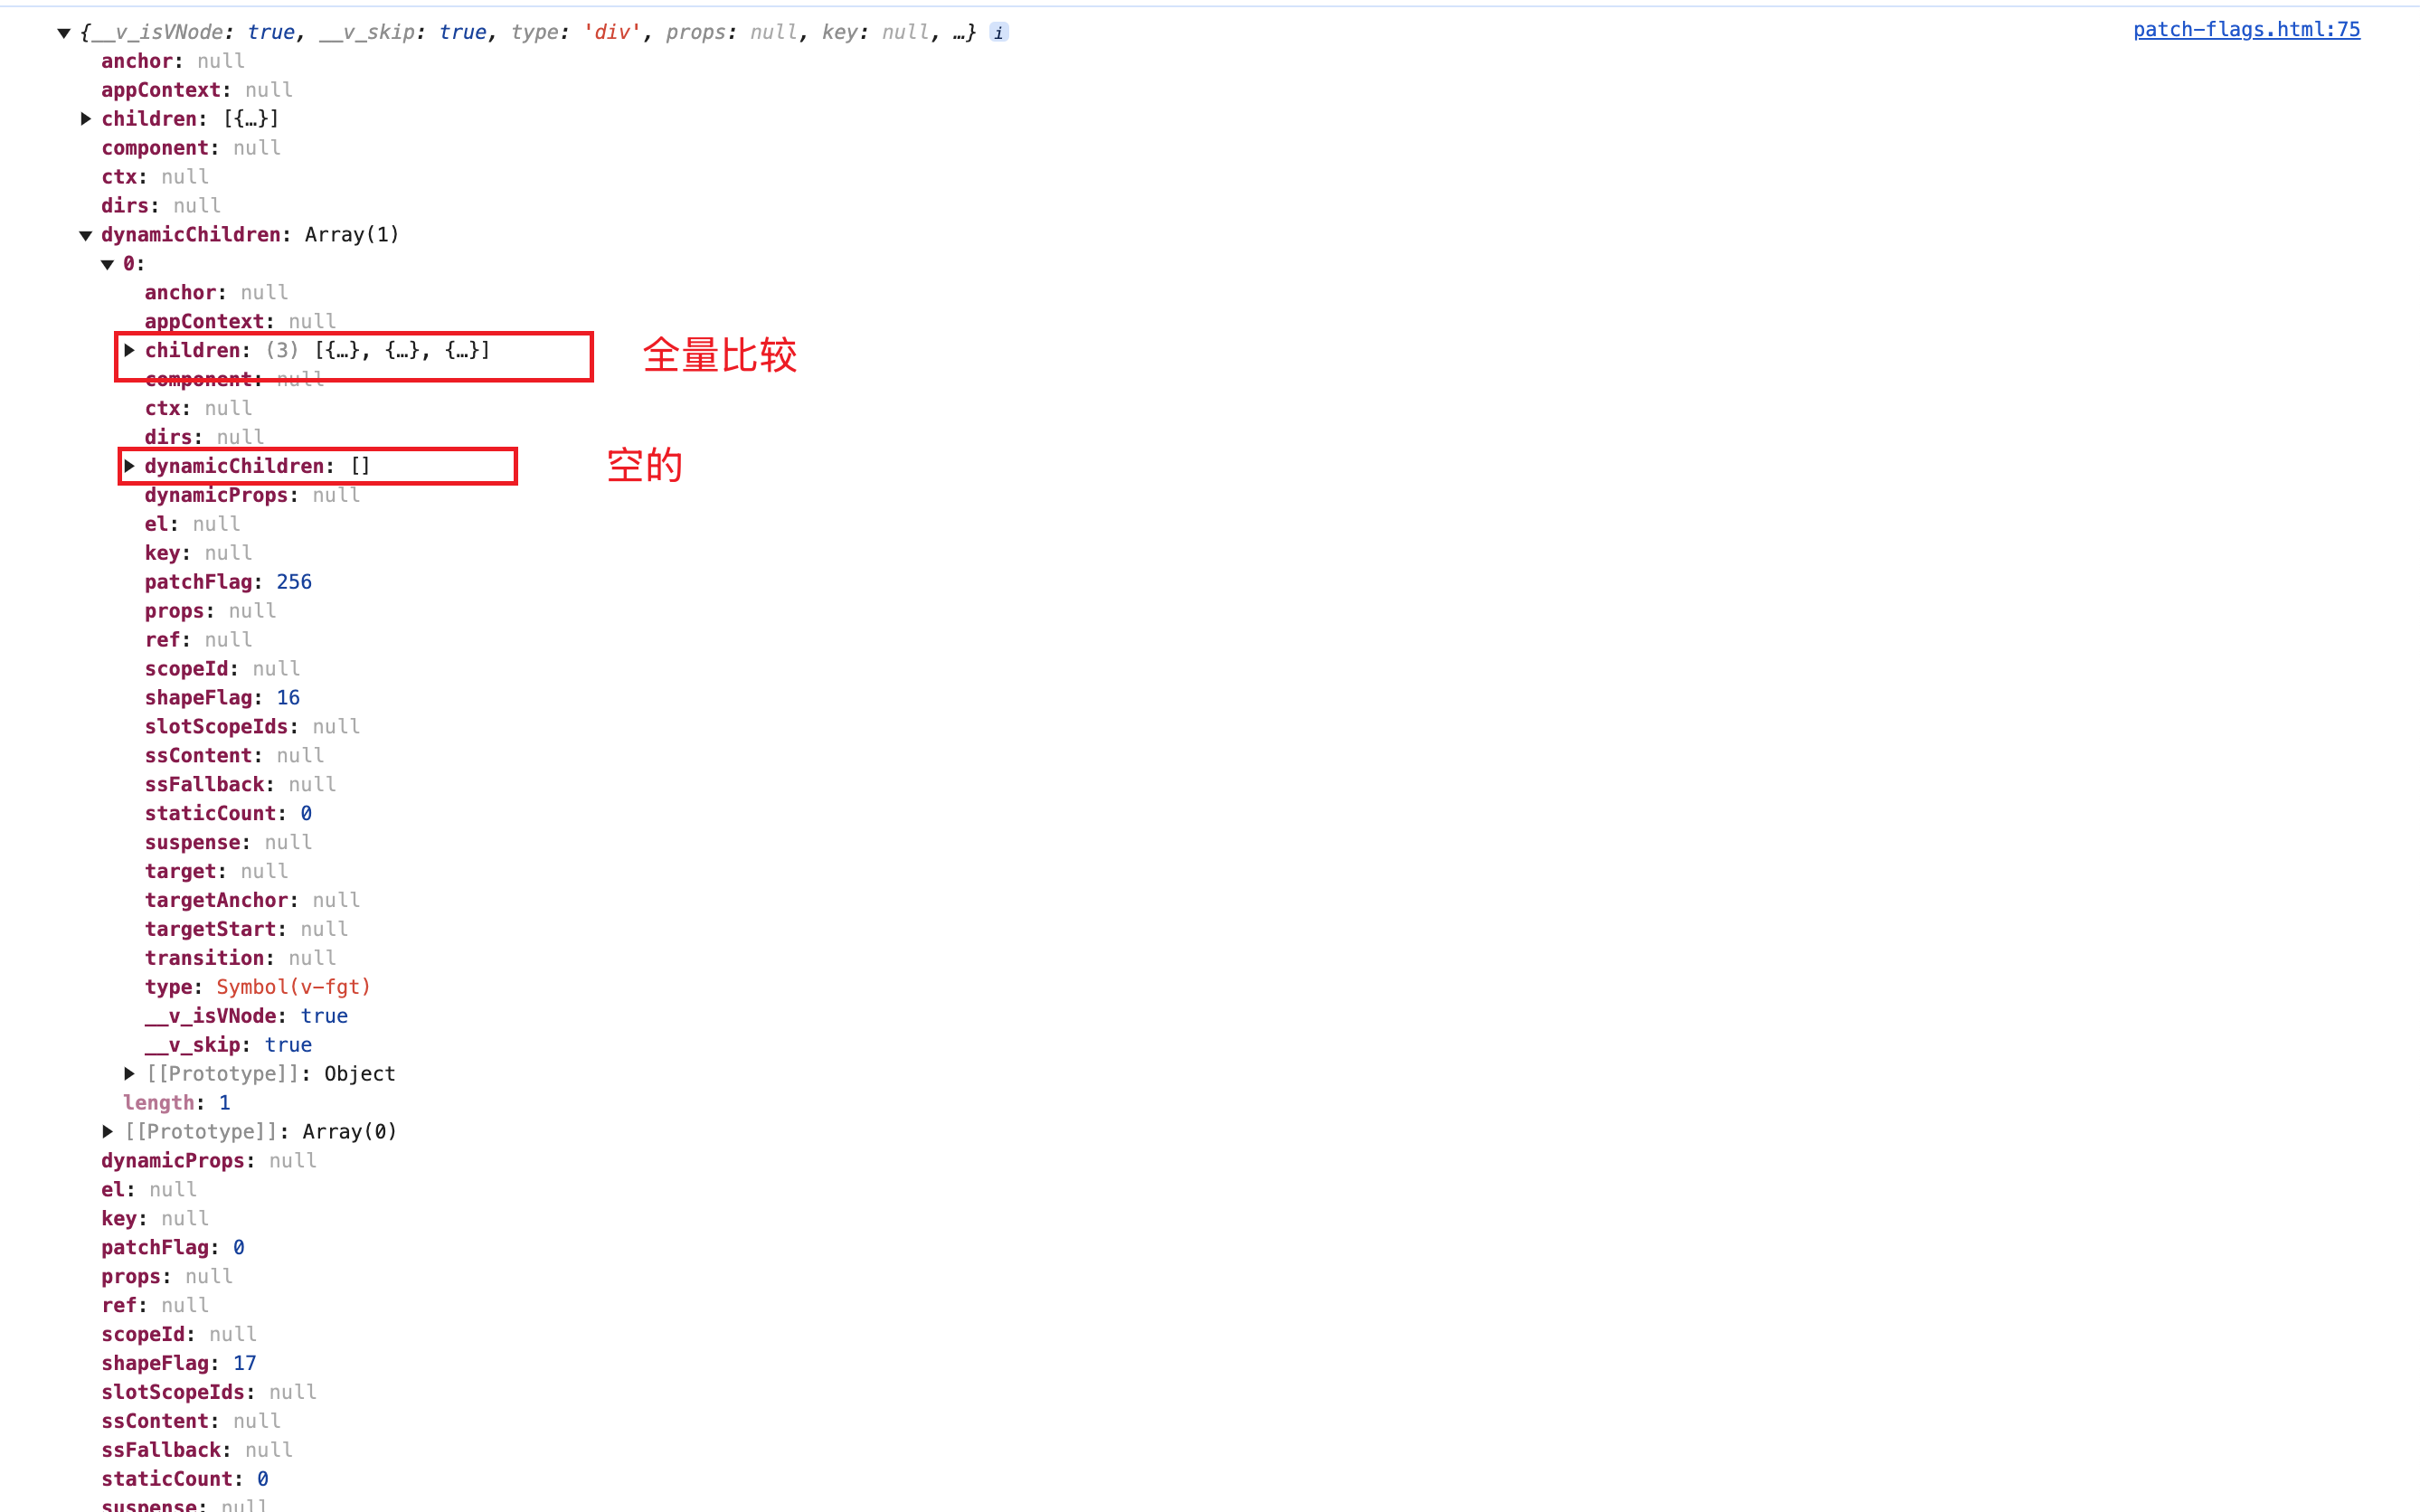 {__v_isVNode: true, __v_skip: true, type: 'div', props: null, key: null, …} i patch-flags.html:75
anchor: null
appContext: null
children: [{…}]
component: null
ctx: null
dirs: null
dynamicChildren: Array(1)
0:
anchor: null
appContext: null
children: (3) [{…}, {…}, {…}] 全量比较
component: null
ctx: null
dirs: null
dynamicChildren: [] 空的
dynamicProps: null
el: null
key: null
patchFlag: 256
props: null
ref: null
scopeId: null
shapeFlag: 16
slotScopeIds: null
ssContent: null
ssFallback: null
staticCount: 0
suspense: null
target: null
targetAnchor: null
targetStart: null
transition: null
type: Symbol(v-fgt)
__v_isVNode: true
__v_skip: true
[[Prototype]]: Object
length: 1
[[Prototype]]: Array(0)
dynamicProps: null
el: null
key: null
patchFlag: 0
props: null
ref: null
scopeId: null
shapeFlag: 17
slotScopeIds: null
ssContent: null
ssFallback: null
staticCount: 0
suspense: null